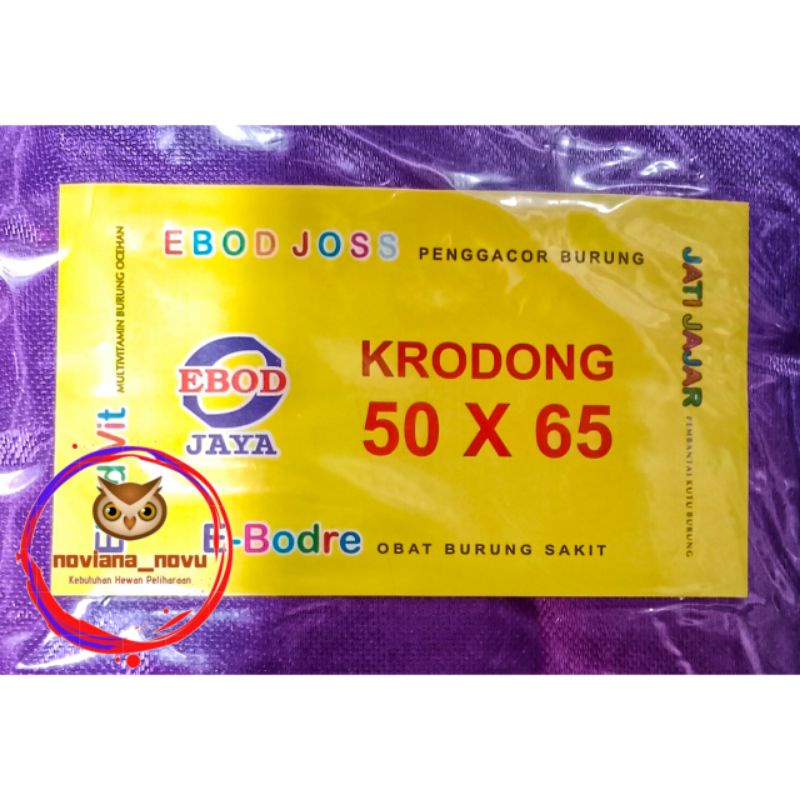 EBOD JOSS PENGGACOR BURUNG
MULTIVITAMIN BURUNG OCEHAN
EBOD
JAYA
KRODONG
50 X 65
JATI JAJAR
PEMBANTAI KUTU BURUNG
E-Bodre OBAT BURUNG SAKIT
noviana_novu
Kebutuhan Hewan Peliharaan